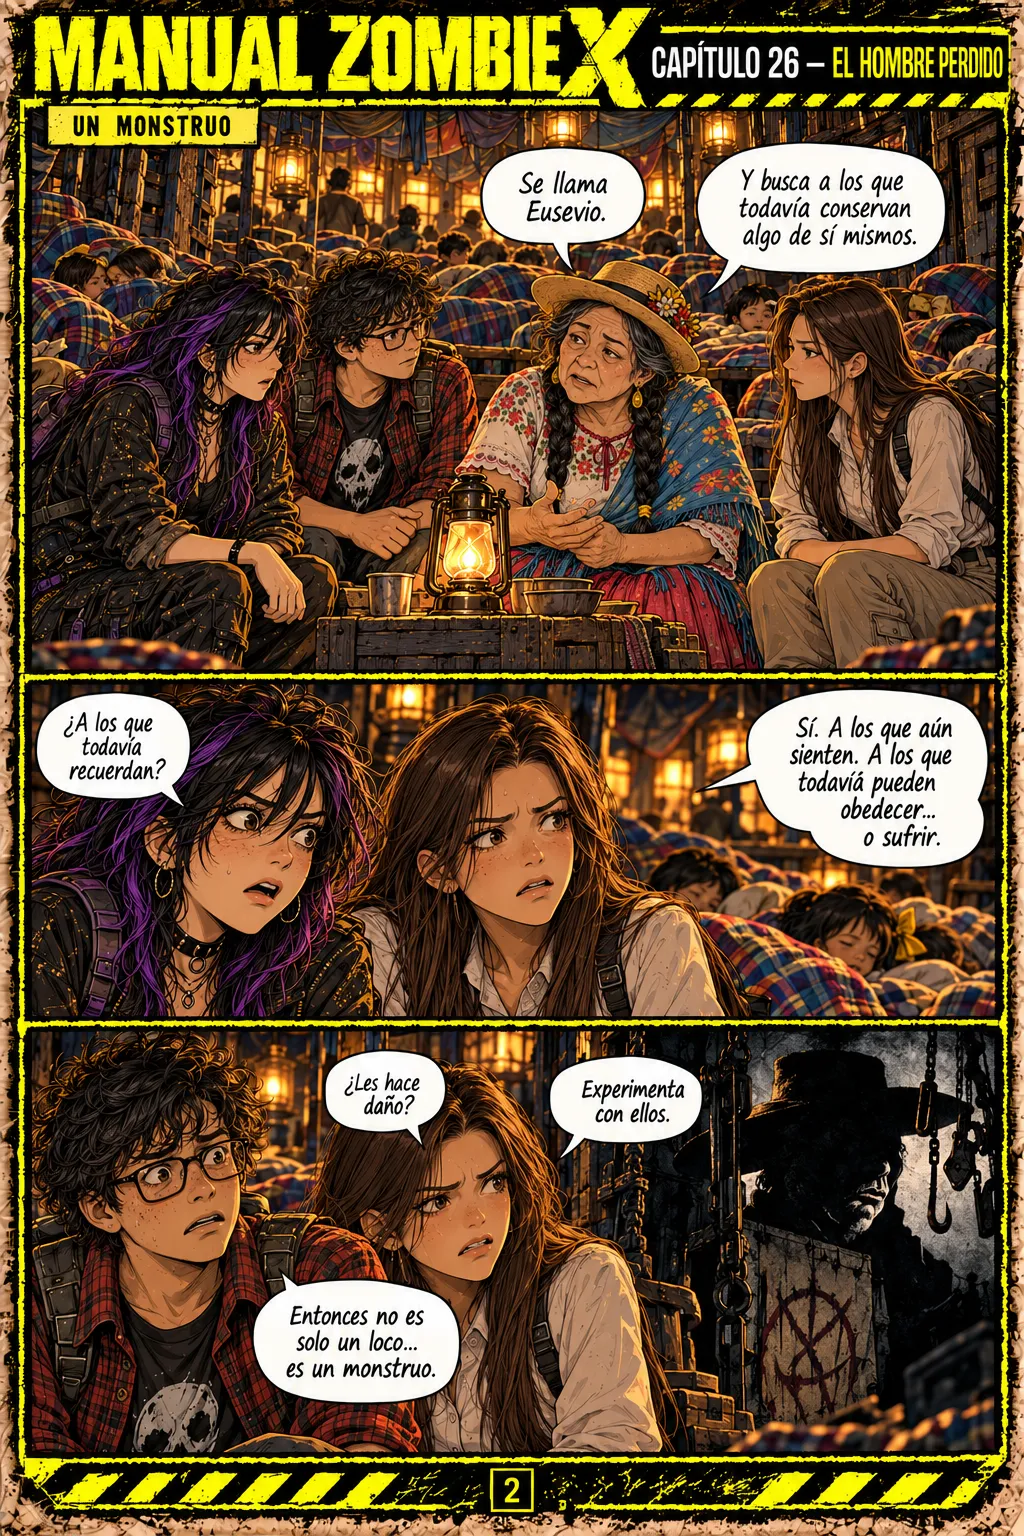 MANUAL ZOMBIE X
CAPÍTULO 26 – EL HOMBRE PERDIDO
UN MONSTRUO
Se llama
Eusevio.
Y busca a los que
todavía conservan
algo de sí mismos.
¿A los que
todavía
recuerdan?
Sí. A los que aún
sienten. A los que
todavíá pueden
obedecer...
o sufrir.
¿Les hace
daño?
Experimenta
con ellos.
Entonces no es
solo un loco...
es un monstruo.
2